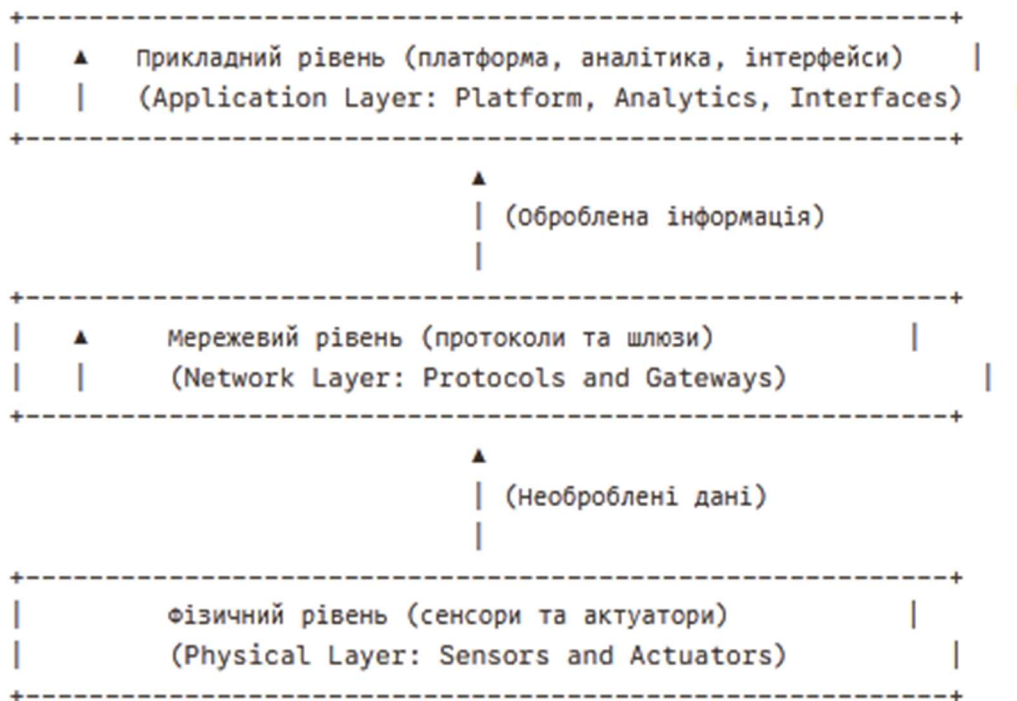 +----------------------------------------------------------+
|   ▲   Прикладний рівень (платформа, аналітика, інтерфейси)    |
|   |   (Application Layer: Platform, Analytics, Interfaces)
+----------------------------------------------------------+
▲
| (Оброблена інформація)
|
+----------------------------------------------------------+
|   ▲     Мережевий рівень (протоколи та шлюзи)            |
|   |     (Network Layer: Protocols and Gateways)            |
+----------------------------------------------------------+
▲
| (Необроблені дані)
|
+----------------------------------------------------------+
|         Фізичний рівень (сенсори та актуатори)           |
|         (Physical Layer: Sensors and Actuators)          |
+----------------------------------------------------------+